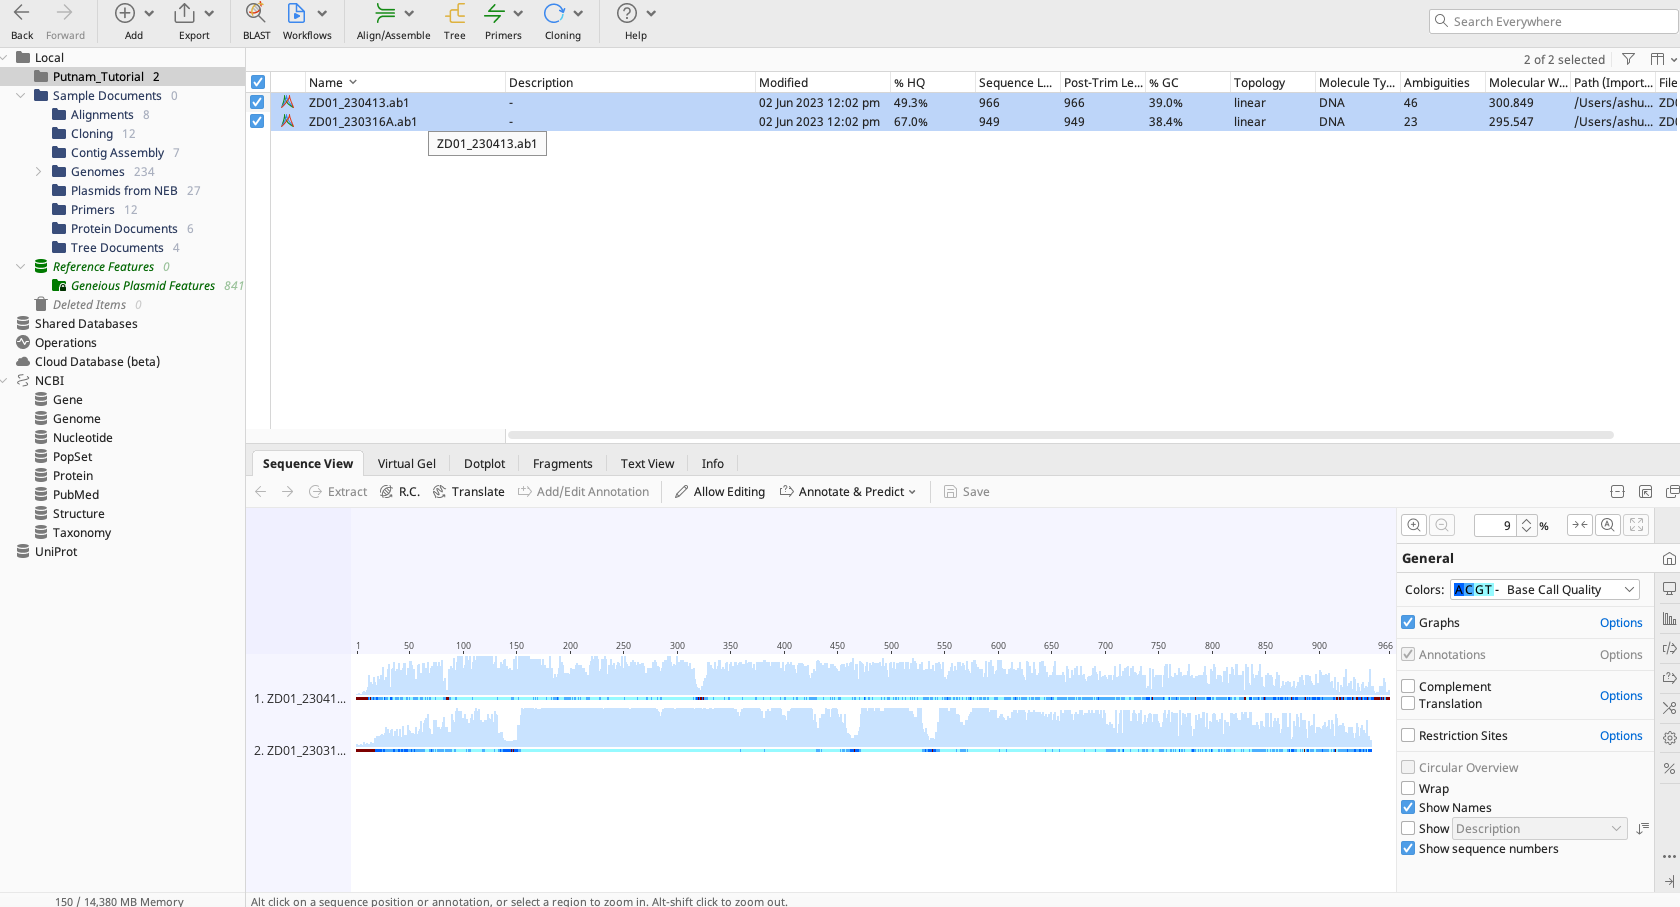 Back Forward Add Export BLAST Workflows Align/Assemble Tree Primers Cloning Help
Search Everywhere
Local
Putnam_Tutorial 2
Sample Documents 0
Alignments 8
Cloning 12
Contig Assembly 7
Genomes 234
Plasmids from NEB 27
Primers 12
Protein Documents 6
Tree Documents 4
Reference Features 0
Geneious Plasmid Features 841
Deleted Items 0
Shared Databases
Operations
Cloud Database (beta)
NCBI
Gene
Genome
Nucleotide
PopSet
Protein
PubMed
Structure
Taxonomy
UniProt
150 / 14,380 MB Memory
2 of 2 selected
Name Description Modified % HQ Sequence L... Post-Trim Le... % GC Topology Molecule Ty... Ambiguities Molecular W... Path (Import... File
ZD01_230413.ab1 - 02 Jun 2023 12:02 pm 49.3% 966 966 39.0% linear DNA 46 300.849 /Users/ashu... ZD0
ZD01_230316A.ab1 - 02 Jun 2023 12:02 pm 67.0% 949 949 38.4% linear DNA 23 295.547 /Users/ashu... ZD0
ZD01_230413.ab1
Sequence View Virtual Gel Dotplot Fragments Text View Info
Extract R.C. Translate Add/Edit Annotation Allow Editing Annotate & Predict Save
1 50 100 150 200 250 300 350 400 450 500 550 600 650 700 750 800 850 900 966
1. ZD01_23041...
2. ZD01_23031...
9 %
General
Colors: ACGT - Base Call Quality
Graphs Options
Annotations Options
Complement
Translation Options
Restriction Sites Options
Circular Overview
Wrap
Show Names
Show Description
Show sequence numbers
Alt click on a sequence position or annotation, or select a region to zoom in. Alt-shift click to zoom out.